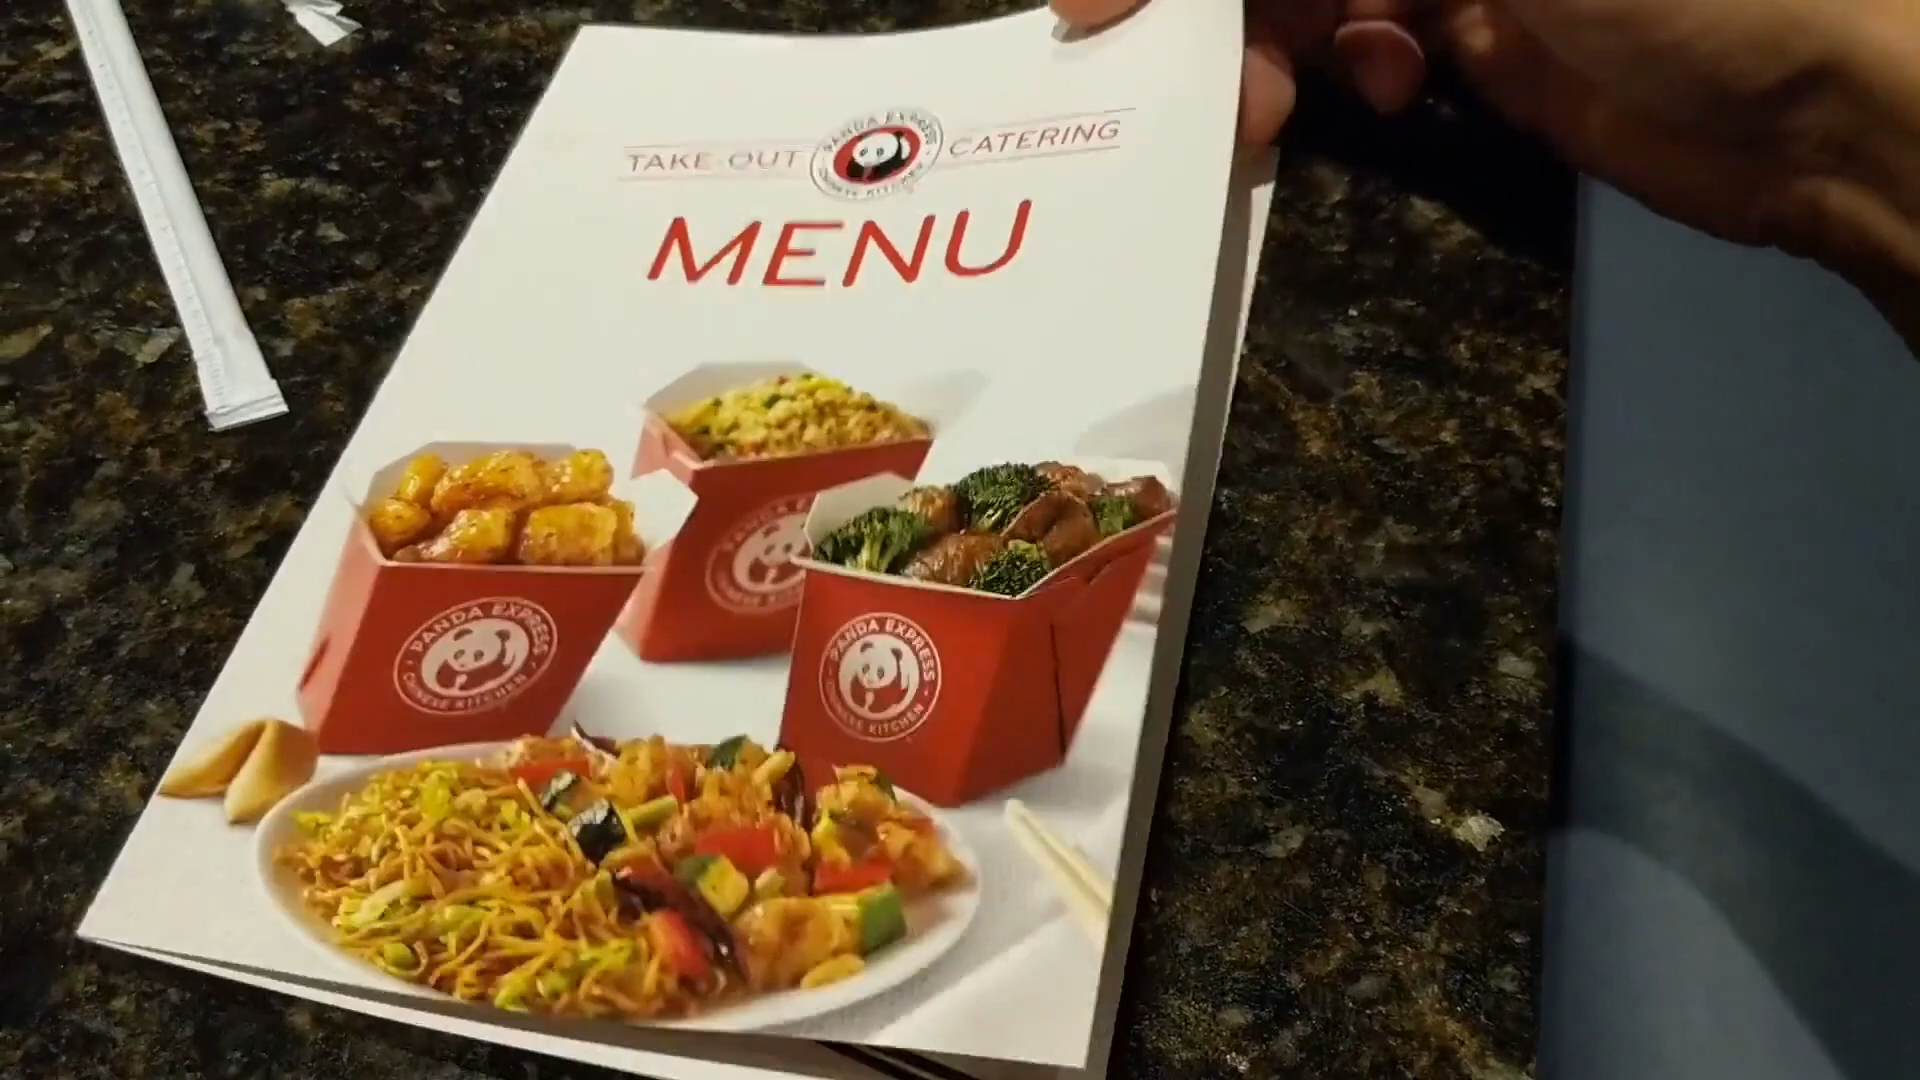 TAKE-OUT PANDA EXPRESS CHINESE KITCHEN CATERING
MENU
PANDA EXPRESS
CHINESE KITCHEN
PANDA EXPRESS
CHINESE KITCHEN